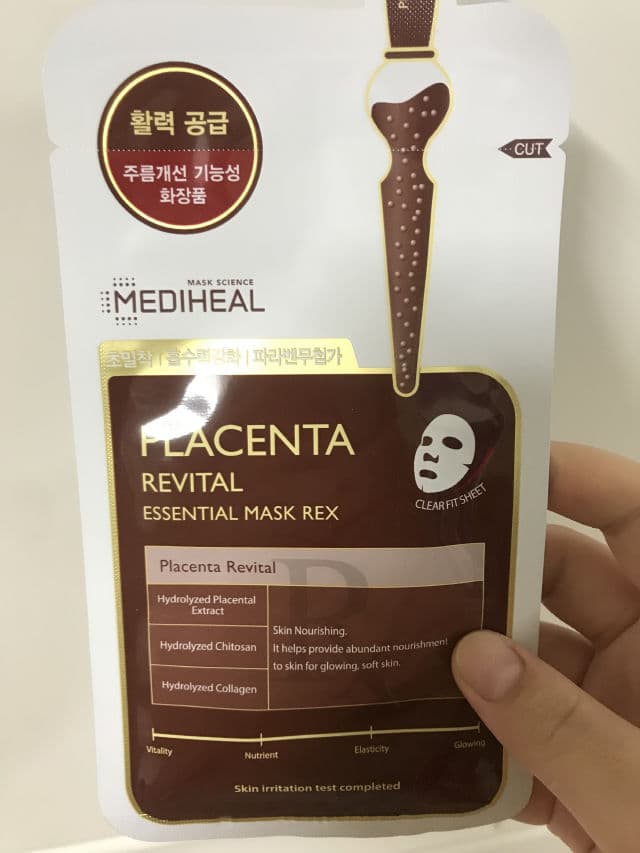 활력 공급
주름개선 기능성
화장품
CUT
MASK SCIENCE
MEDIHEAL
초밀착 | 흡수력강화 | 파라벤무첨가
PLACENTA
REVITAL
ESSENTIAL MASK REX
CLEAR FIT SHEET
Placenta Revital
Hydrolyzed Placental
Extract
Hydrolyzed Chitosan
Hydrolyzed Collagen
Skin Nourishing.
It helps provide abundant nourishment
to skin for glowing, soft skin.
Vitality
Nutrient
Elasticity
Glowing
Skin irritation test completed